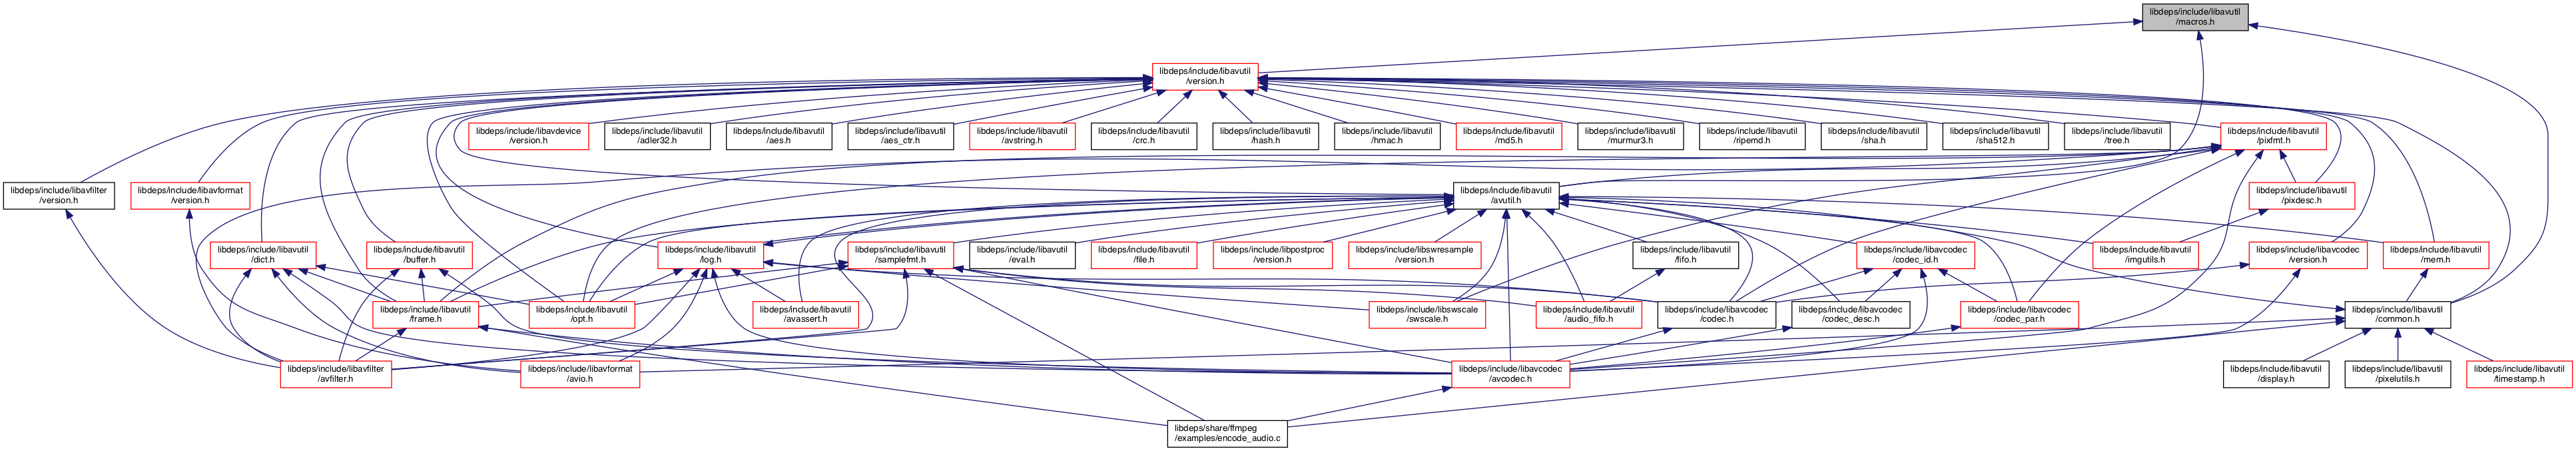 libdeps/include/libavutil
/macros.h
libdeps/include/libavutil
/version.h
libdeps/include/libavdevice
/version.h
libdeps/include/libavutil
/adler32.h
libdeps/include/libavutil
/aes.h
libdeps/include/libavutil
/aes_ctr.h
libdeps/include/libavutil
/avstring.h
libdeps/include/libavutil
/crc.h
libdeps/include/libavutil
/hash.h
libdeps/include/libavutil
/hmac.h
libdeps/include/libavutil
/md5.h
libdeps/include/libavutil
/murmur3.h
libdeps/include/libavutil
/ripemd.h
libdeps/include/libavutil
/sha.h
libdeps/include/libavutil
/sha512.h
libdeps/include/libavutil
/tree.h
libdeps/include/libavutil
/pixfmt.h
libdeps/include/libavfilter
/version.h
libdeps/include/libavformat
/version.h
libdeps/include/libavutil
/avutil.h
libdeps/include/libavutil
/pixdesc.h
libdeps/include/libavutil
/dict.h
libdeps/include/libavutil
/buffer.h
libdeps/include/libavutil
/log.h
libdeps/include/libavutil
/samplefmt.h
libdeps/include/libavutil
/eval.h
libdeps/include/libavutil
/file.h
libdeps/include/libpostproc
/version.h
libdeps/include/libswresample
/version.h
libdeps/include/libavutil
/fifo.h
libdeps/include/libavcodec
/codec_id.h
libdeps/include/libavutil
/imgutils.h
libdeps/include/libavcodec
/version.h
libdeps/include/libavutil
/mem.h
libdeps/include/libavutil
/frame.h
libdeps/include/libavutil
/opt.h
libdeps/include/libavutil
/avassert.h
libdeps/include/libswscale
/swscale.h
libdeps/include/libavutil
/audio_fifo.h
libdeps/include/libavcodec
/codec.h
libdeps/include/libavcodec
/codec_desc.h
libdeps/include/libavcodec
/codec_par.h
libdeps/include/libavutil
/common.h
libdeps/include/libavfilter
/avfilter.h
libdeps/include/libavformat
/avio.h
libdeps/include/libavcodec
/avcodec.h
libdeps/include/libavutil
/display.h
libdeps/include/libavutil
/pixelutils.h
libdeps/include/libavutil
/timestamp.h
libdeps/share/ffmpeg
/examples/encode_audio.c